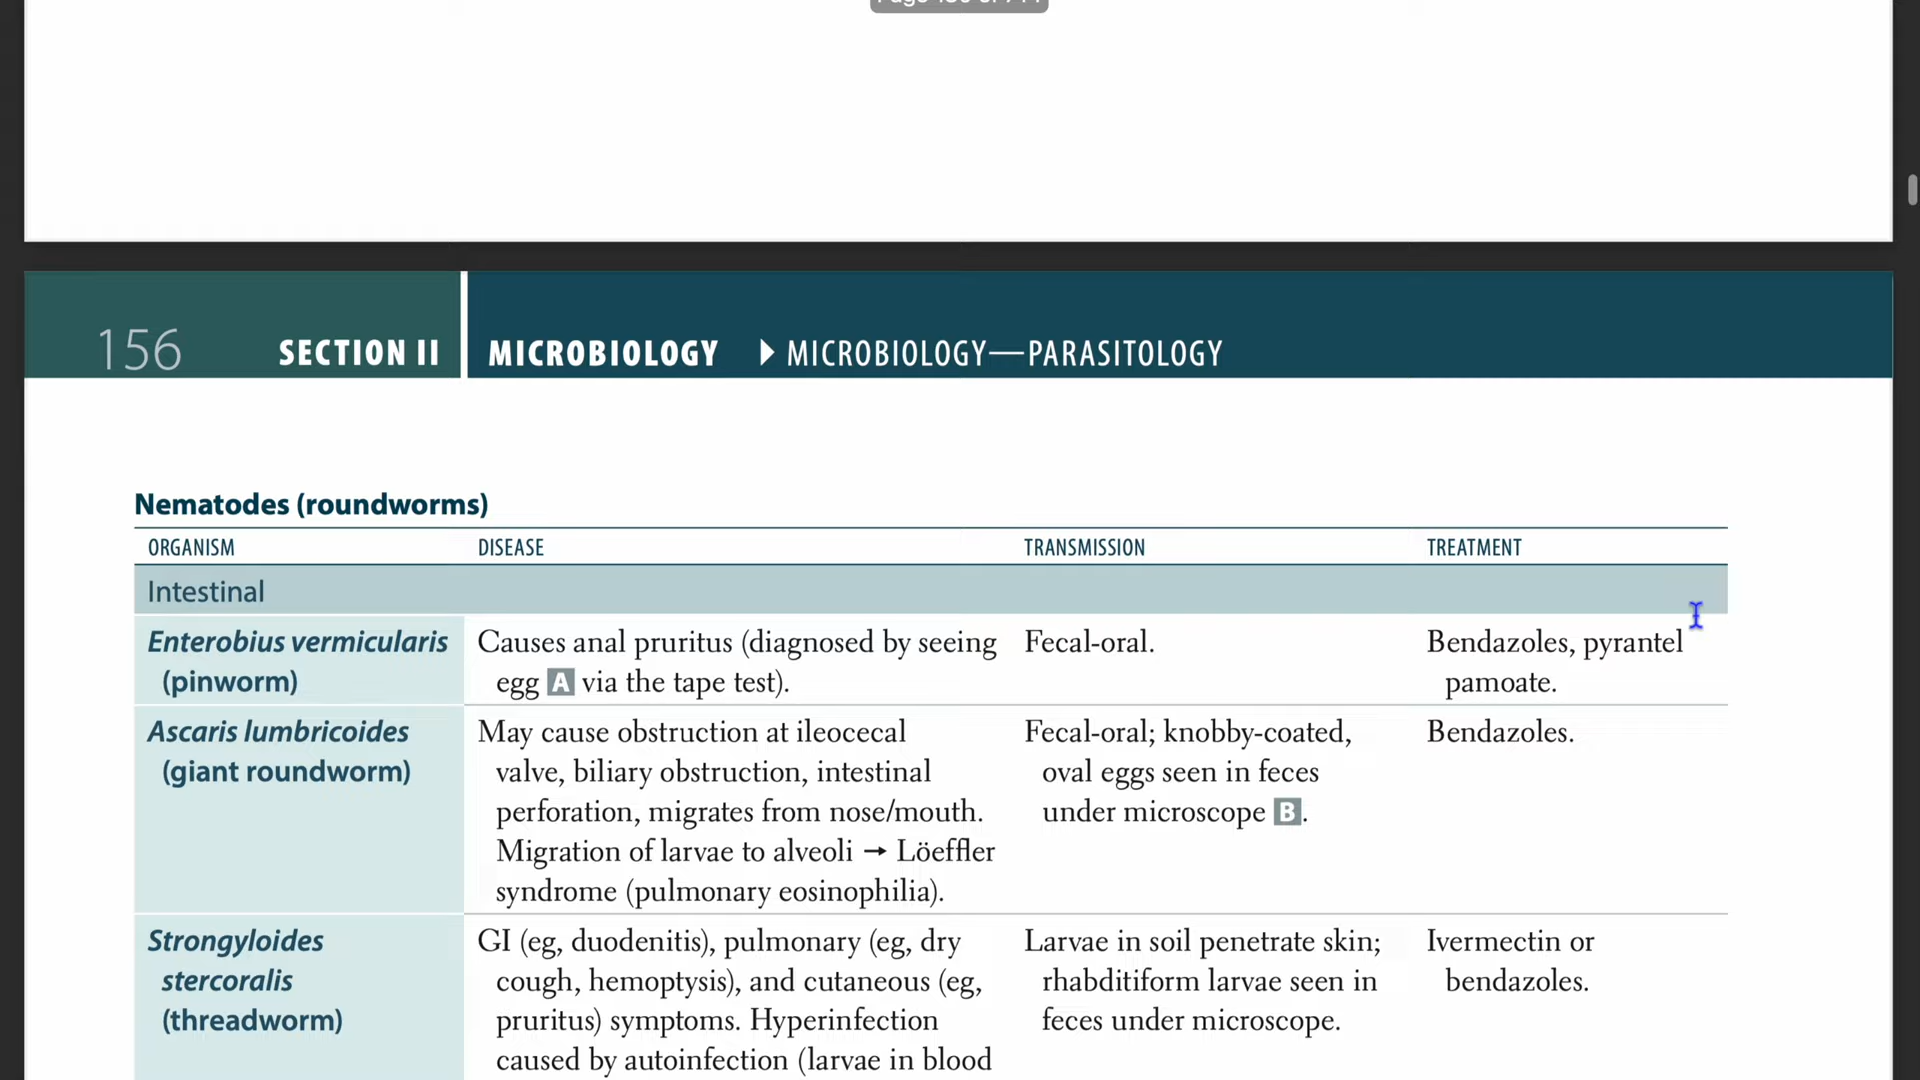 156 SECTION II MICROBIOLOGY ▶ MICROBIOLOGY—PARASITOLOGY
Nematodes (roundworms)
ORGANISM DISEASE TRANSMISSION TREATMENT
Intestinal
Enterobius vermicularis Causes anal pruritus (diagnosed by seeing Fecal-oral. Bendazoles, pyrantel
(pinworm) egg A via the tape test). pamoate.
Ascaris lumbricoides May cause obstruction at ileocecal Fecal-oral; knobby-coated, Bendazoles.
(giant roundworm) valve, biliary obstruction, intestinal oval eggs seen in feces
perforation, migrates from nose/mouth. under microscope B.
Migration of larvae to alveoli → Löeffler
syndrome (pulmonary eosinophilia).
Strongyloides GI (eg, duodenitis), pulmonary (eg, dry Larvae in soil penetrate skin; Ivermectin or
stercoralis cough, hemoptysis), and cutaneous (eg, rhabditiform larvae seen in bendazoles.
(threadworm) pruritus) symptoms. Hyperinfection feces under microscope.
caused by autoinfection (larvae in blood